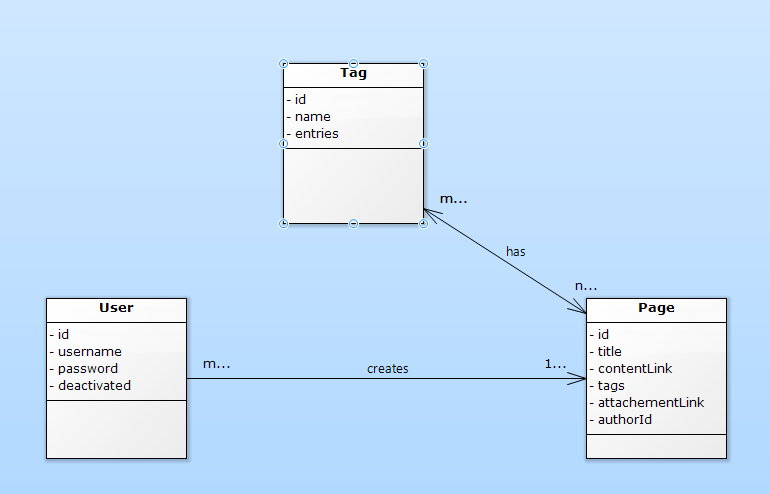 Tag
- id
- name
- entries
m...
has
n...
User
- id
- username
- password
- deactivated
m...
creates
1...
Page
- id
- title
- contentLink
- tags
- attachementLink
- authorId